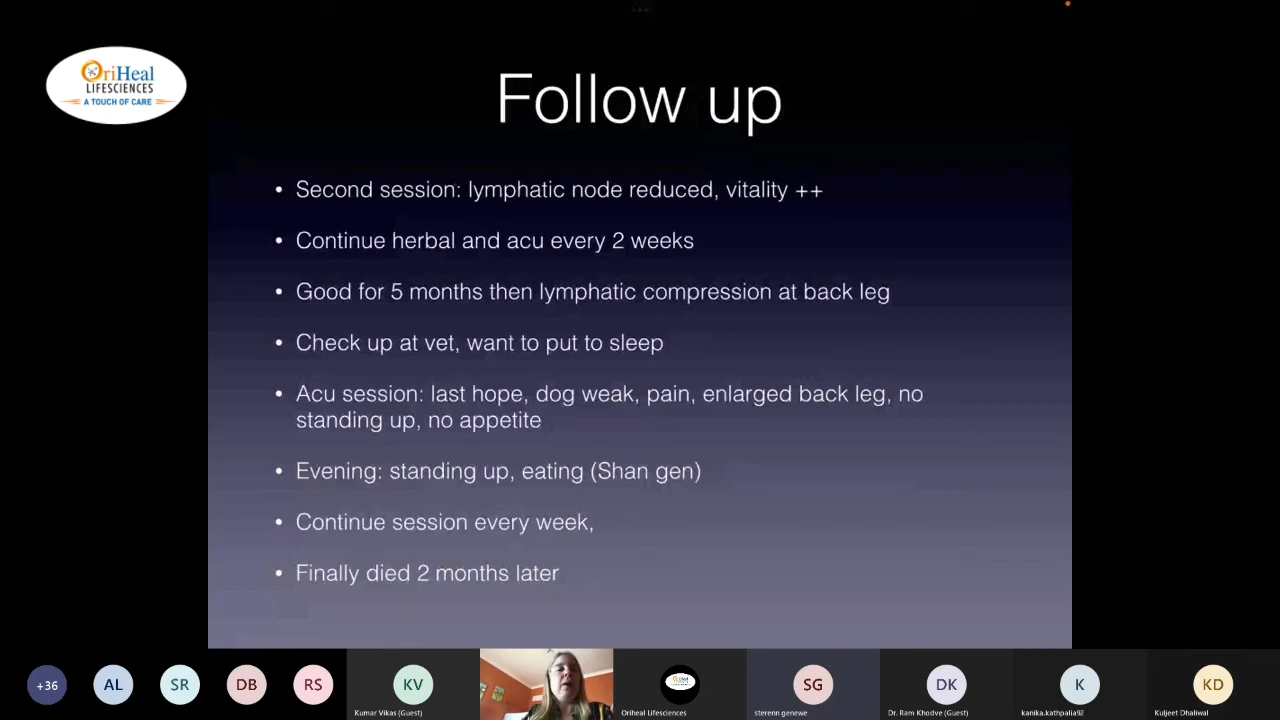 OriHeal
LIFESCIENCES
A TOUCH OF CARE
Follow up
• Second session: lymphatic node reduced, vitality ++
• Continue herbal and acu every 2 weeks
• Good for 5 months then lymphatic compression at back leg
• Check up at vet, want to put to sleep
• Acu session: last hope, dog weak, pain, enlarged back leg, no
standing up, no appetite
• Evening: standing up, eating (Shan gen)
• Continue session every week,
• Finally died 2 months later
+36
AL
SR
DB
RS
KV
SG
DK
K
KD
Kumar Vikas (Guest)
Oriheal Lifesciences
sterenn genewe
Dr. Ram Khodve (Guest)
kanika.kathpalia92
Kuljeet Dhaliwal